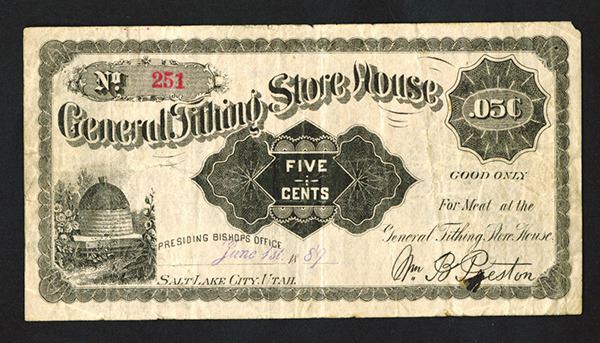 No. 251
General Tithing Store House
.05¢
FIVE
CENTS
GOOD ONLY
For Meat at the
General Tithing Store House.
PRESIDING BISHOPS OFFICE
June 1st. 1889
SALT LAKE CITY, UTAH.
Wm B Preston